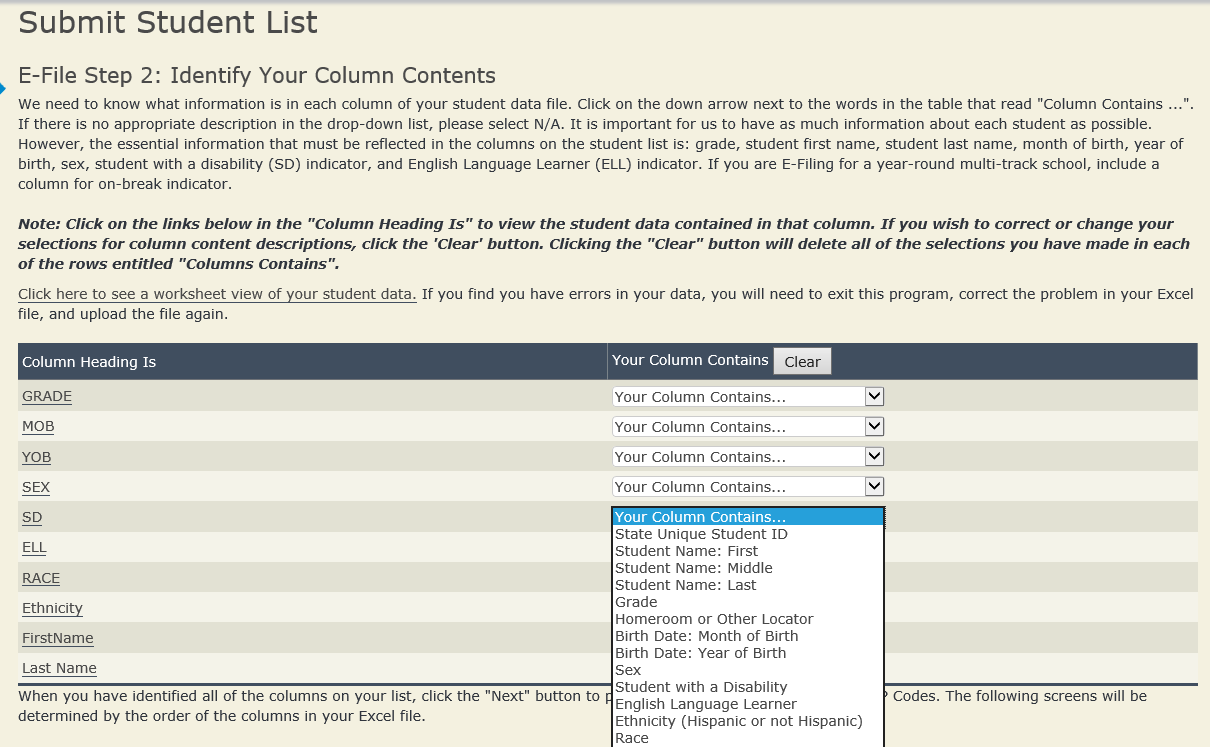 Submit Student List
E-File Step 2: Identify Your Column Contents
We need to know what information is in each column of your student data file. Click on the down arrow next to the words in the table that read "Column Contains ...".
If there is no appropriate description in the drop-down list, please select N/A. It is important for us to have as much information about each student as possible.
However, the essential information that must be reflected in the columns on the student list is: grade, student first name, student last name, month of birth, year of
birth, sex, student with a disability (SD) indicator, and English Language Learner (ELL) indicator. If you are E-Filing for a year-round multi-track school, include a
column for on-break indicator.
Note: Click on the links below in the "Column Heading Is" to view the student data contained in that column. If you wish to correct or change your
selections for column content descriptions, click the 'Clear' button. Clicking the "Clear" button will delete all of the selections you have made in each
of the rows entitled "Columns Contains".
Click here to see a worksheet view of your student data. If you find you have errors in your data, you will need to exit this program, correct the problem in your Excel
file, and upload the file again.
Column Heading Is Your Column Contains Clear
GRADE Your Column Contains...
MOB Your Column Contains...
YOB Your Column Contains...
SEX Your Column Contains...
SD Your Column Contains...
ELL
RACE
Ethnicity
FirstName
Last Name
State Unique Student ID
Student Name: First
Student Name: Middle
Student Name: Last
Grade
Homeroom or Other Locator
Birth Date: Month of Birth
Birth Date: Year of Birth
Sex
Student with a Disability
English Language Learner
Ethnicity (Hispanic or not Hispanic)
Race
When you have identified all of the columns on your list, click the "Next" button to Codes. The following screens will be
determined by the order of the columns in your Excel file.